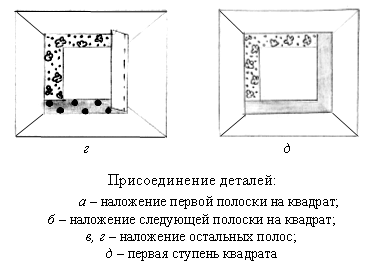 г д
Присоединение деталей:
а – наложение первой полоски на квадрат;
б – наложение следующей полоски на квадрат;
в, г – наложение остальных полос;
д – первая ступень квадрата